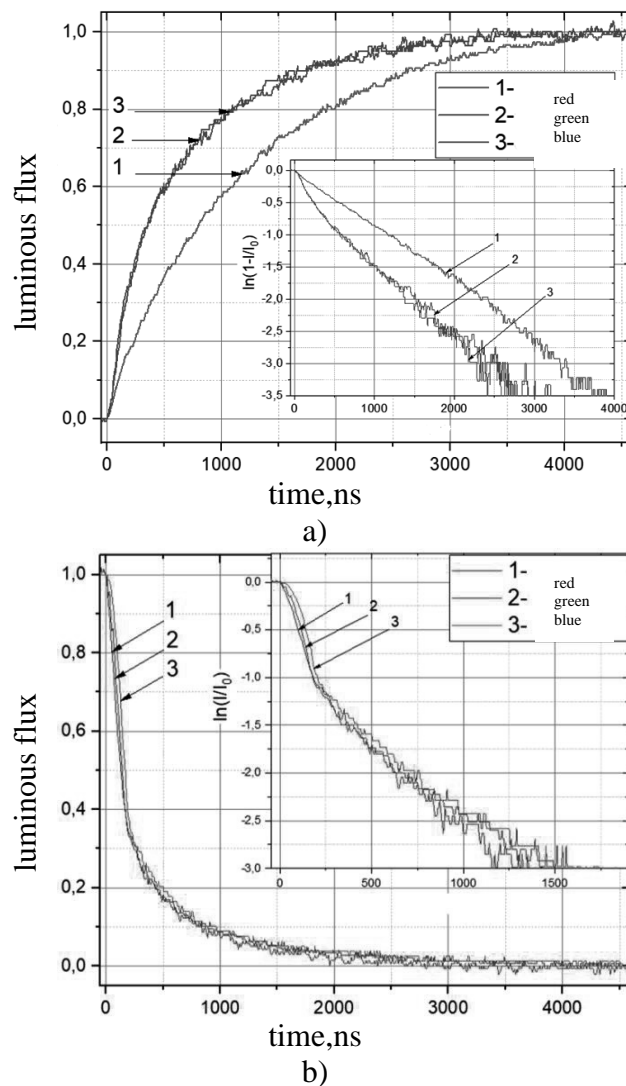 1,0
0,8
0,6
0,4
0,2
0,0
luminous flux
3
2
1
1- red
2- green
3- blue
0,0
-0,5
-1,0
-1,5
-2,0
-2,5
-3,0
-3,5
ln(1-I/I₀)
1
2
3
0 1000 2000 3000 4000
0 1000 2000 3000 4000
time,ns
a)
1,0
0,8
0,6
0,4
0,2
0,0
luminous flux
1
2
3
1- red
2- green
3- blue
0,0
-0,5
-1,0
-1,5
-2,0
-2,5
-3,0
ln(I/I₀)
1
2
3
0 500 1000 1500
0 1000 2000 3000 4000
time,ns
b)